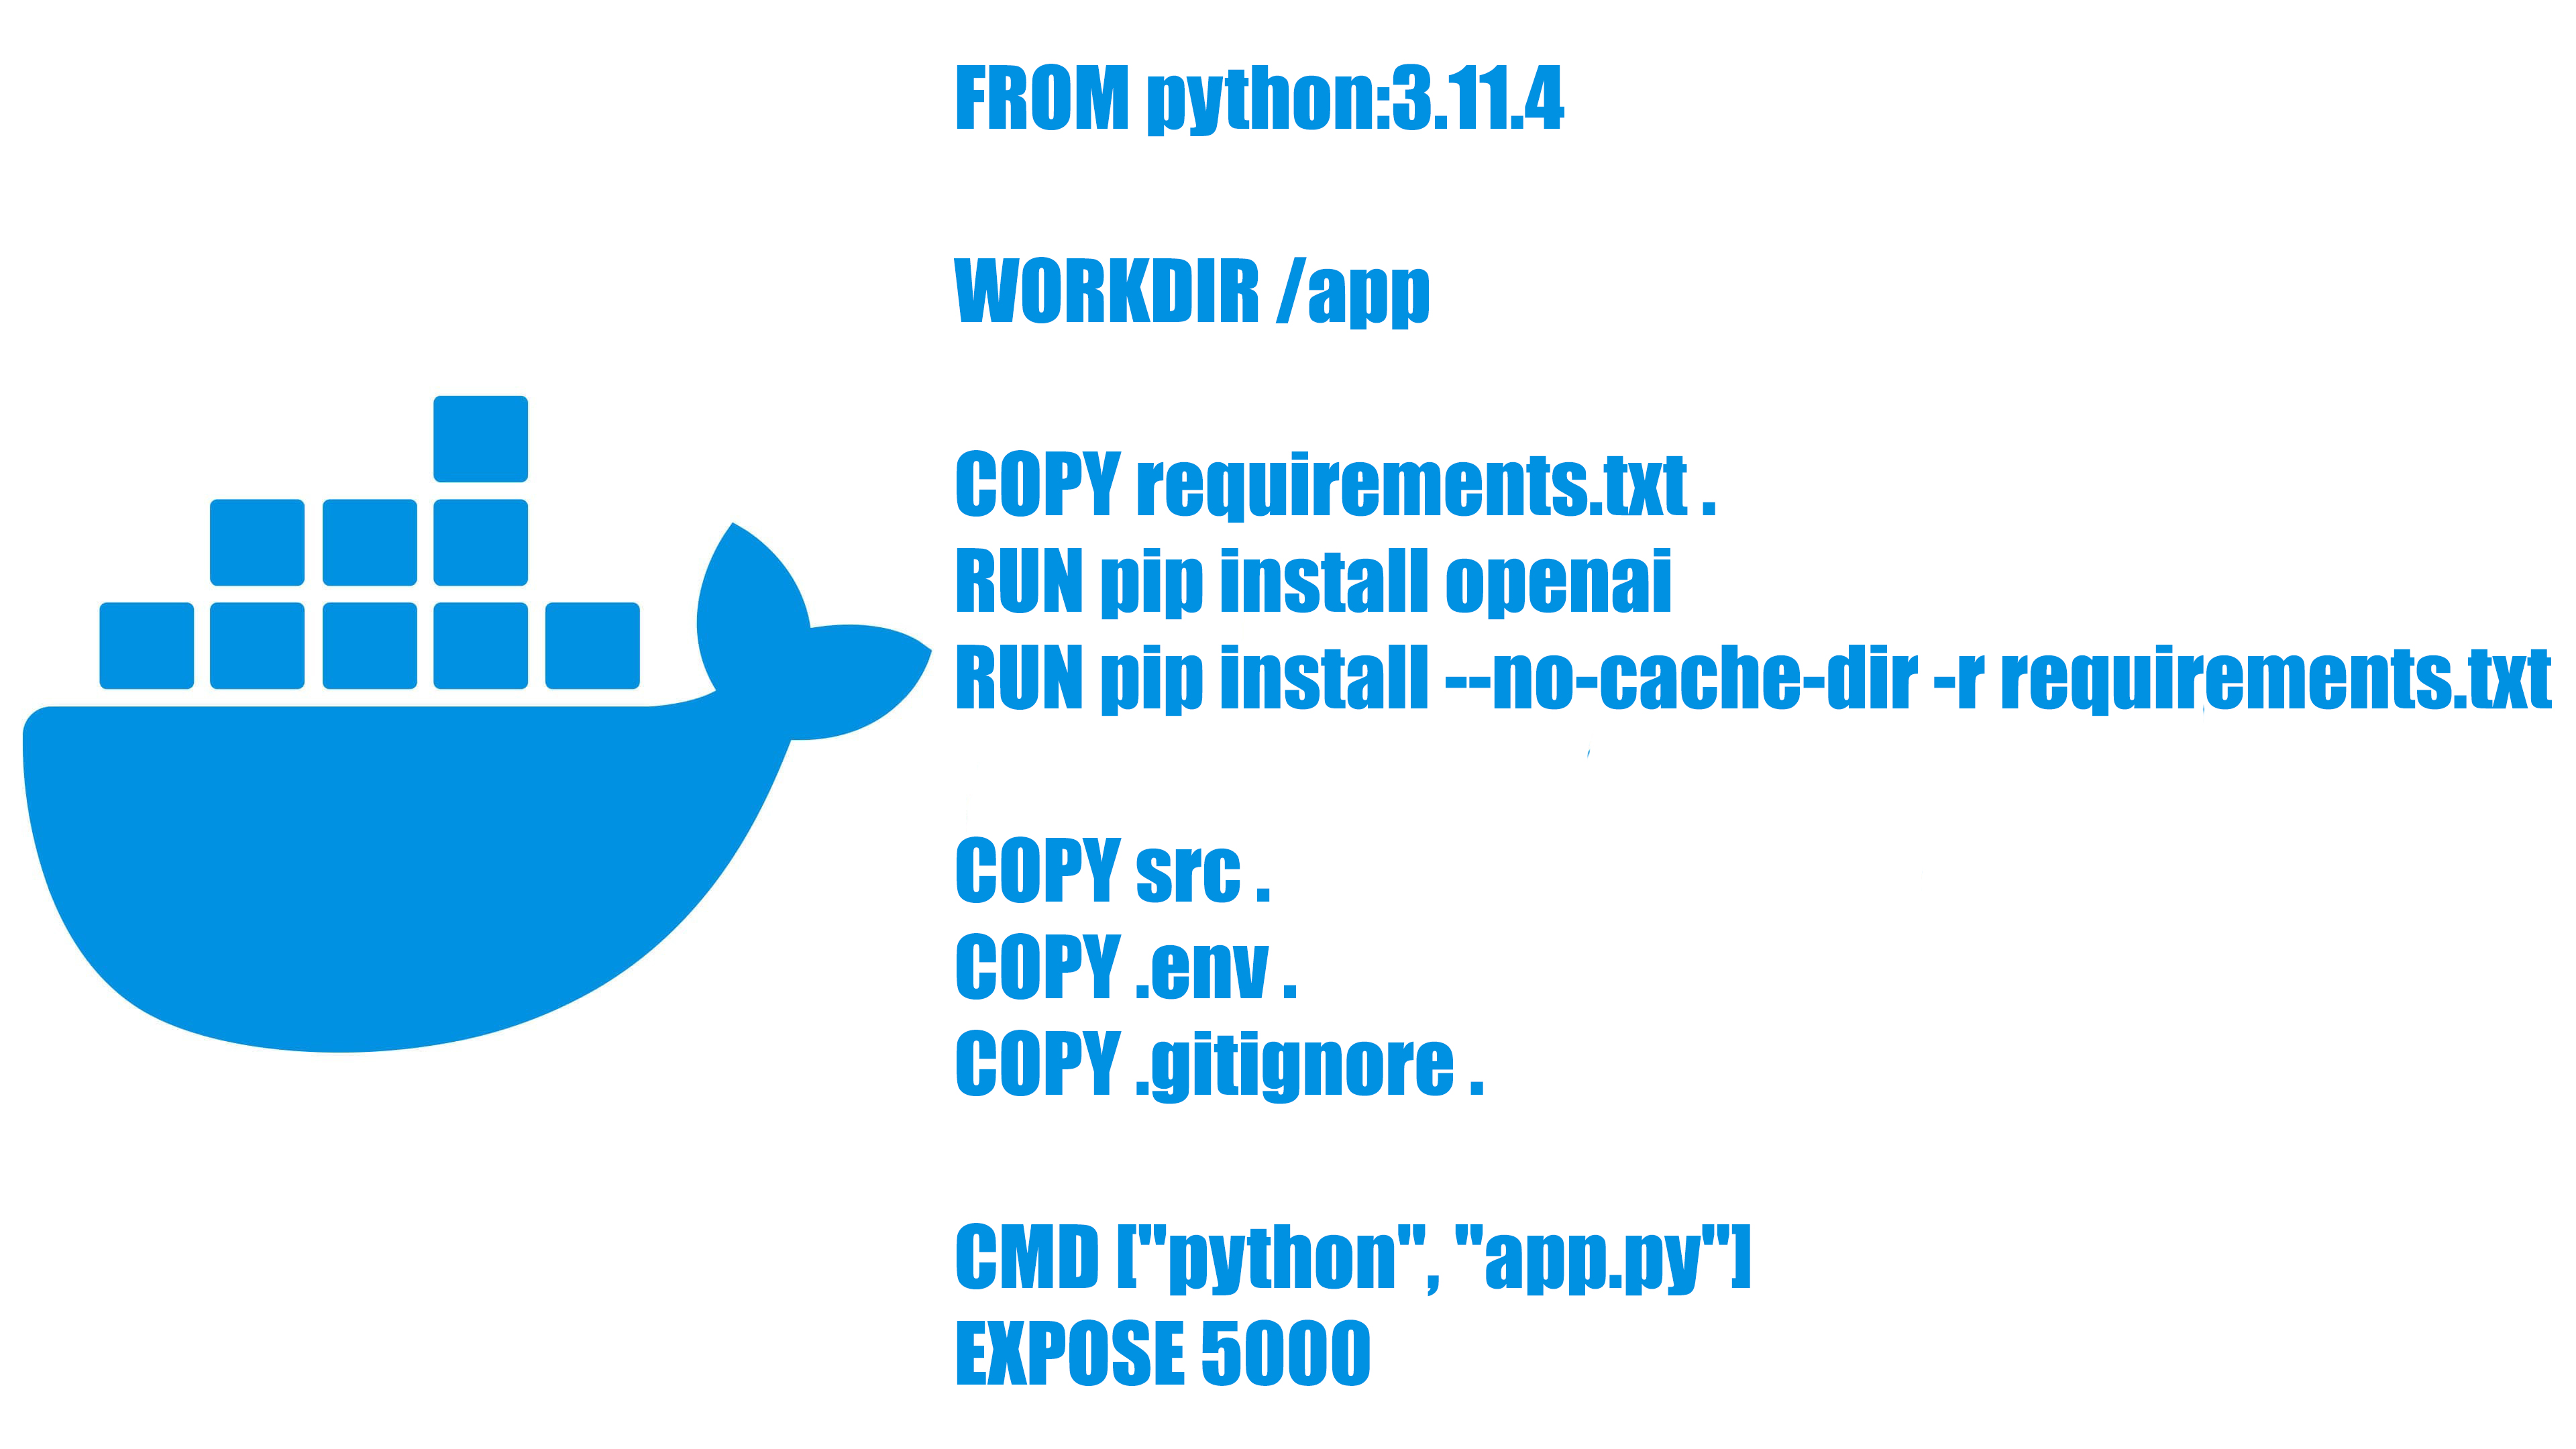 FROM python:3.11.4
WORKDIR /app
COPY requirements.txt .
RUN pip install openai
RUN pip install --no-cache-dir -r requirements.txt
COPY src .
COPY .env .
COPY .gitignore .
CMD ["python", "app.py"]
EXPOSE 5000